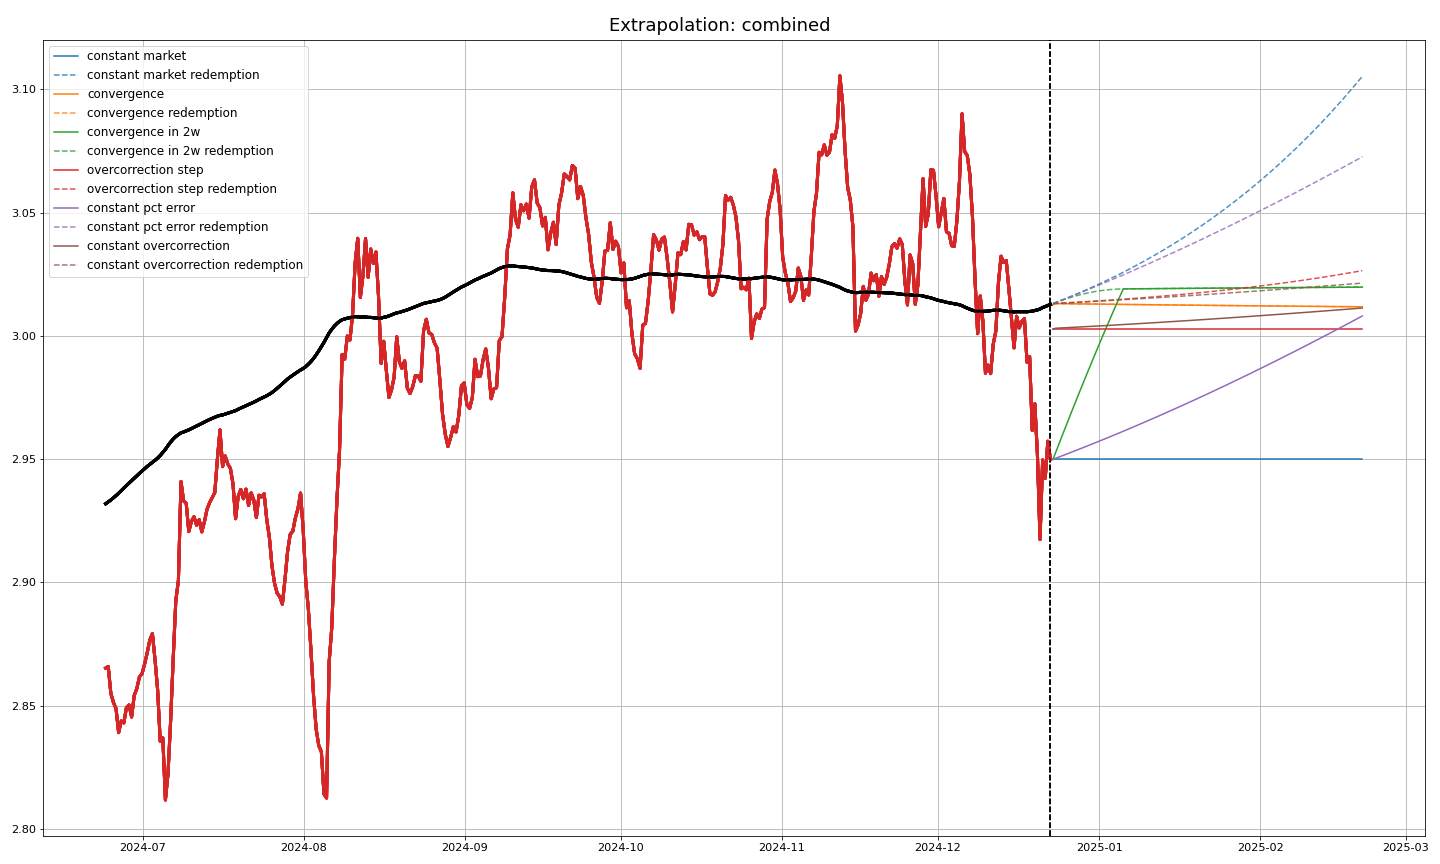 Extrapolation: combined
constant market
constant market redemption
convergence
convergence redemption
convergence in 2w
convergence in 2w redemption
overcorrection step
overcorrection step redemption
constant pct error
constant pct error redemption
constant overcorrection
constant overcorrection redemption
3.10
3.05
3.00
2.95
2.90
2.85
2.80
2024-07 2024-08 2024-09 2024-10 2024-11 2024-12 2025-01 2025-02 2025-03